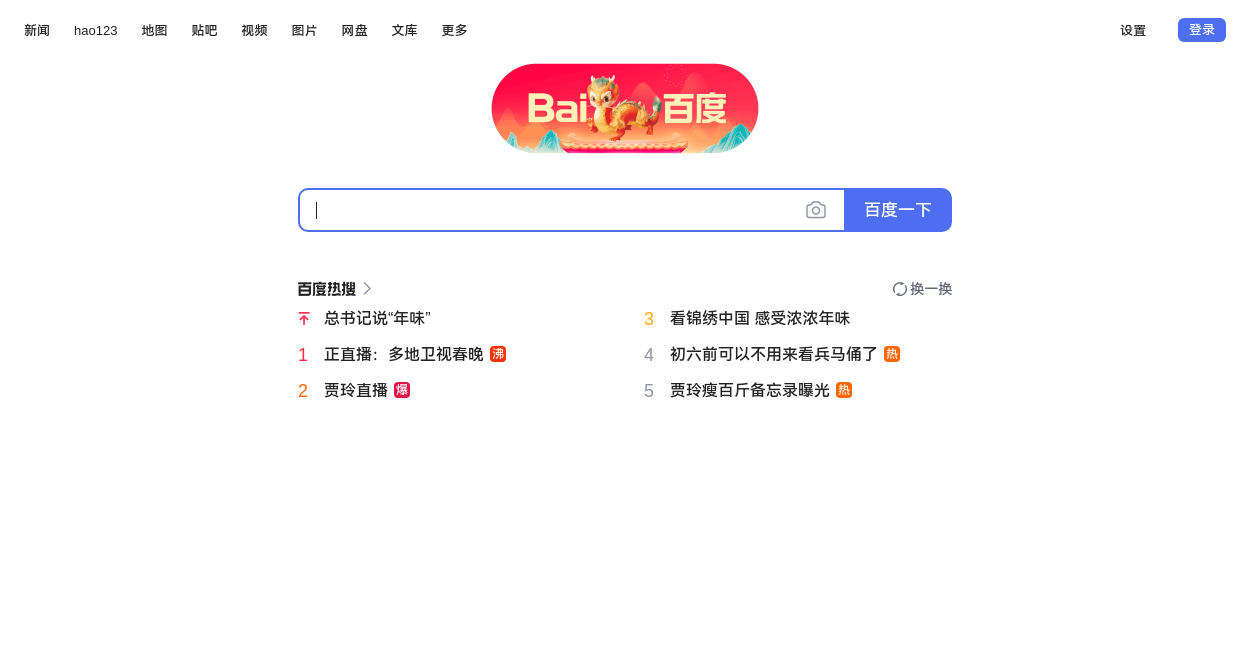 新闻 hao123 地图 贴吧 视频 图片 网盘 文库 更多 设置 登录
Bai 百度
百度一下
百度热搜 换一换
总书记说“年味”
1 正直播：多地卫视春晚 沸
2 贾玲直播 爆
3 看锦绣中国 感受浓浓年味
4 初六前可以不用来看兵马俑了 热
5 贾玲瘦百斤备忘录曝光 热